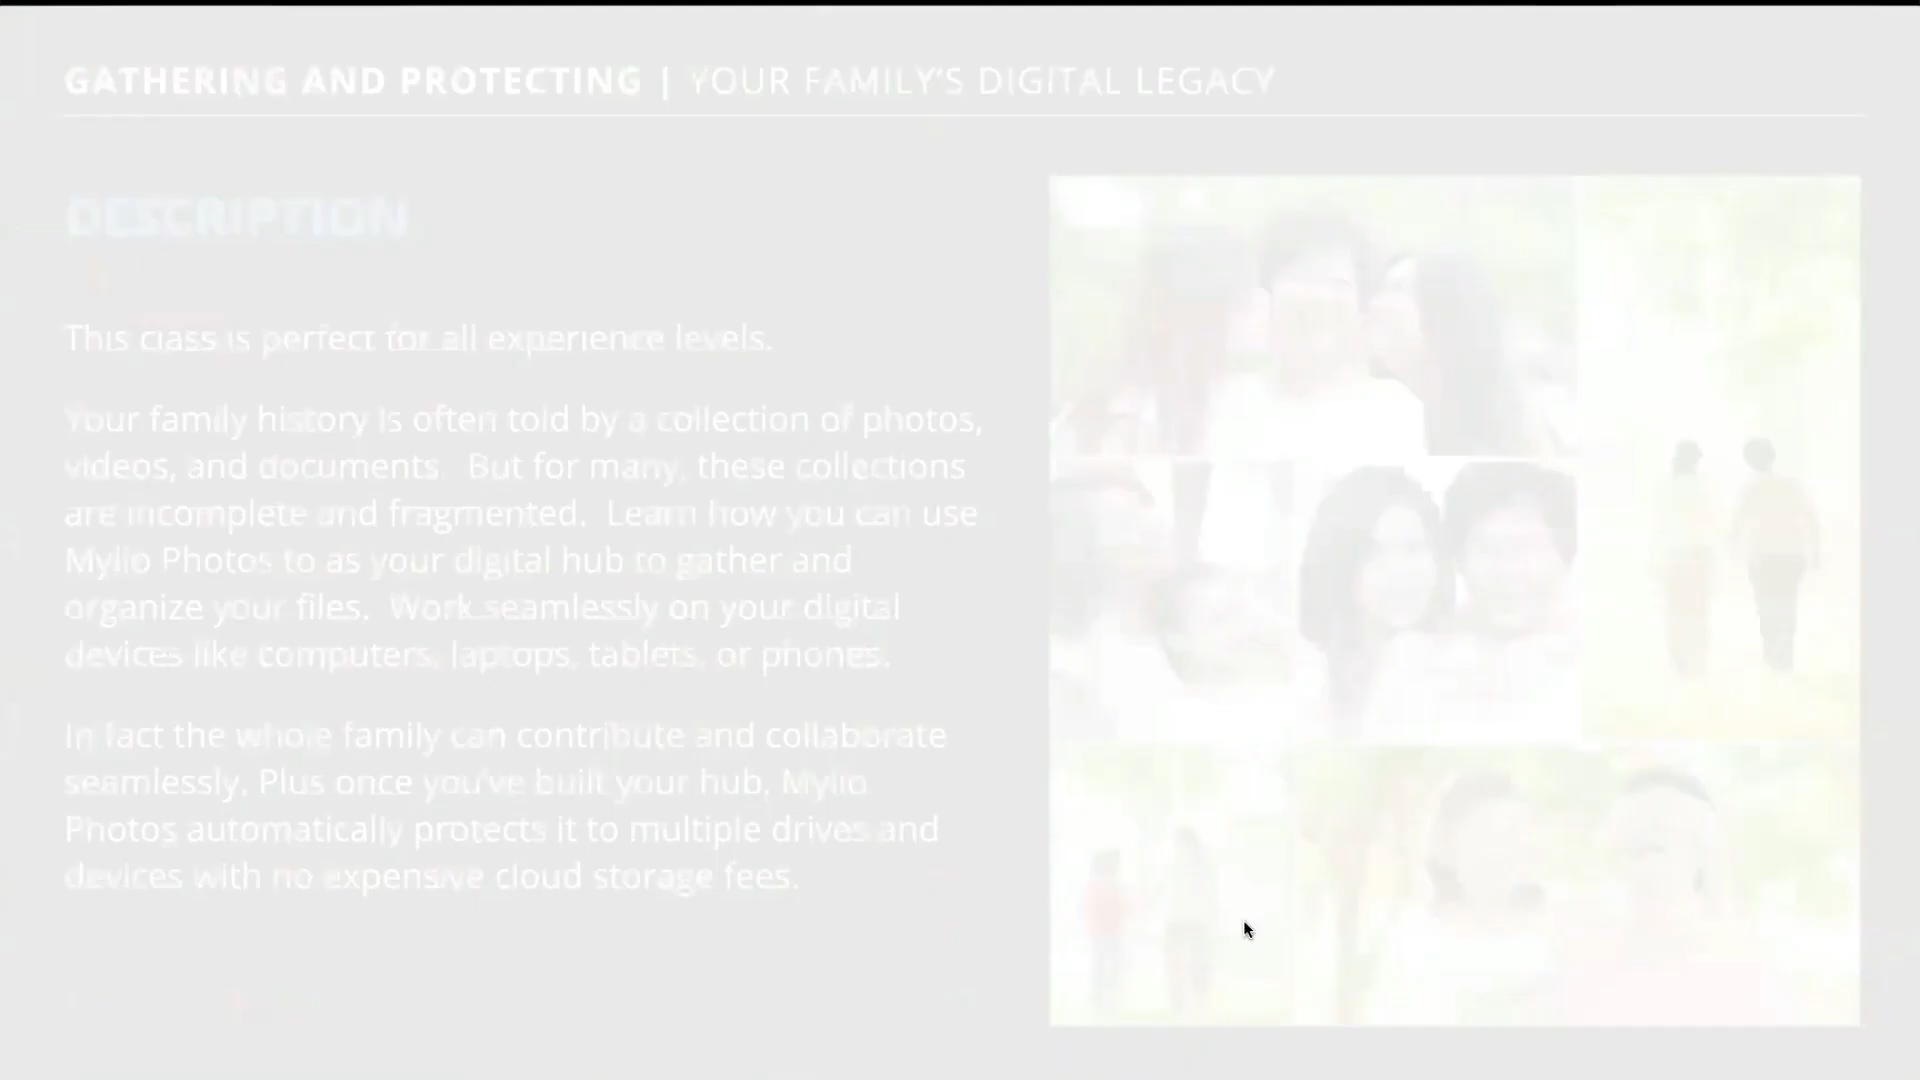 GATHERING AND PROTECTING | YOUR FAMILY'S DIGITAL LEGACY
DESCRIPTION
This class is perfect for all experience levels.
Your family history is often told by a collection of photos,
videos, and documents. But for many, these collections
are incomplete and fragmented. Learn how you can use
Mylio Photos to as your digital hub to gather and
organize your files. Work seamlessly on your digital
devices like computers, laptops, tablets, or phones.
In fact the whole family can contribute and collaborate
seamlessly. Plus once you've built your hub, Mylio
Photos automatically protects it to multiple drives and
devices with no expensive cloud storage fees.